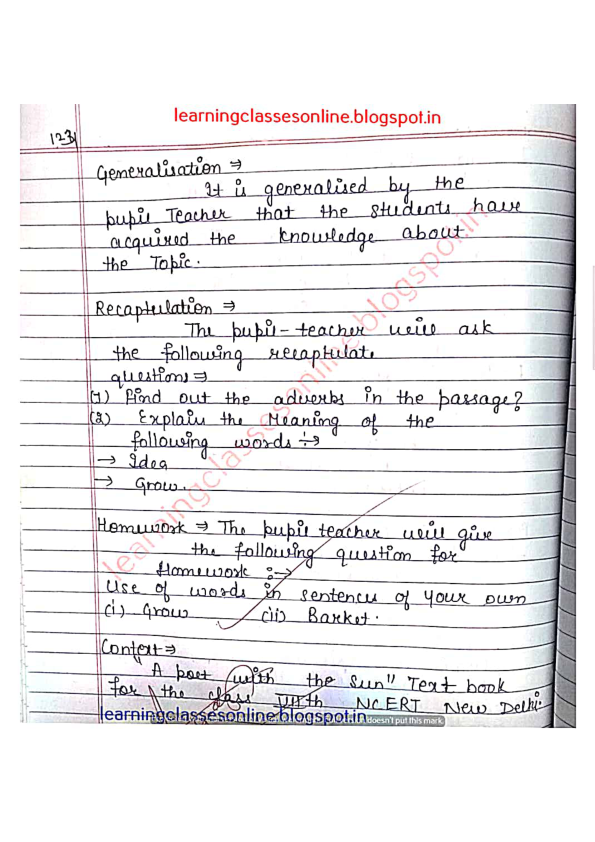 learningclassesonline.blogspot.in
123
Generalisation ⇒
It is generalised by the
pupil Teacher that the students have
acquired the knowledge about
the Topic.
Recaptulation ⇒
The pupil-teacher will ask
the following recaptulate
questions ⇒
(1) Find out the adverbs in the passage?
(2) Explain the Meaning of the
following words :→
→ Idea
→ Grow.
Homework ⇒ The pupil teacher will give
the following question for
Homework :→
Use of words in sentences of your own
(i) Grow (ii) Barket.
Context ⇒
A poet with the Sun" Text book
for the class VIIth NCERT New Delhi.
learningclassesonline.blogspot.in
doesn't put this mark.
learningclassesonline.blogspot.in